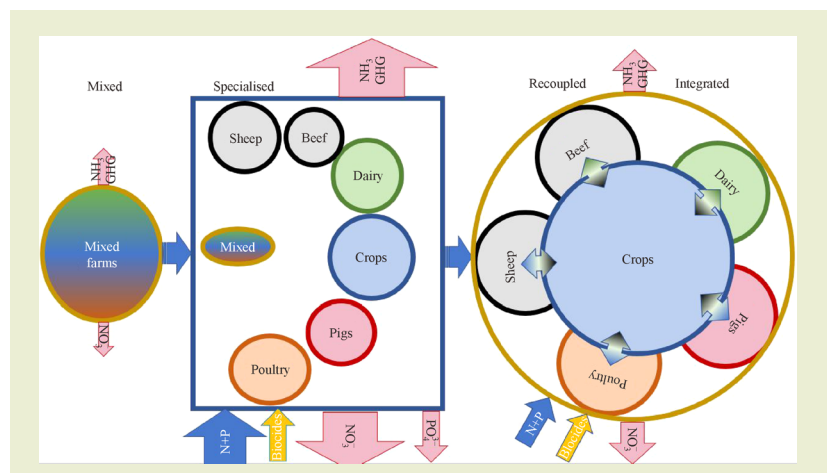 Mixed
Specialised
Recoupled
Integrated
NH3
GHG
NH3
GHG
NH3
GHG
Sheep
Beef
Dairy
Mixed
farms
Mixed
Crops
Pigs
Poultry
Beef
Dairy
Sheep
Crops
Pigs
Poultry
NO3-
N+P
Biocides
NO3-
PO43-
N+P
Biocides
NO3-